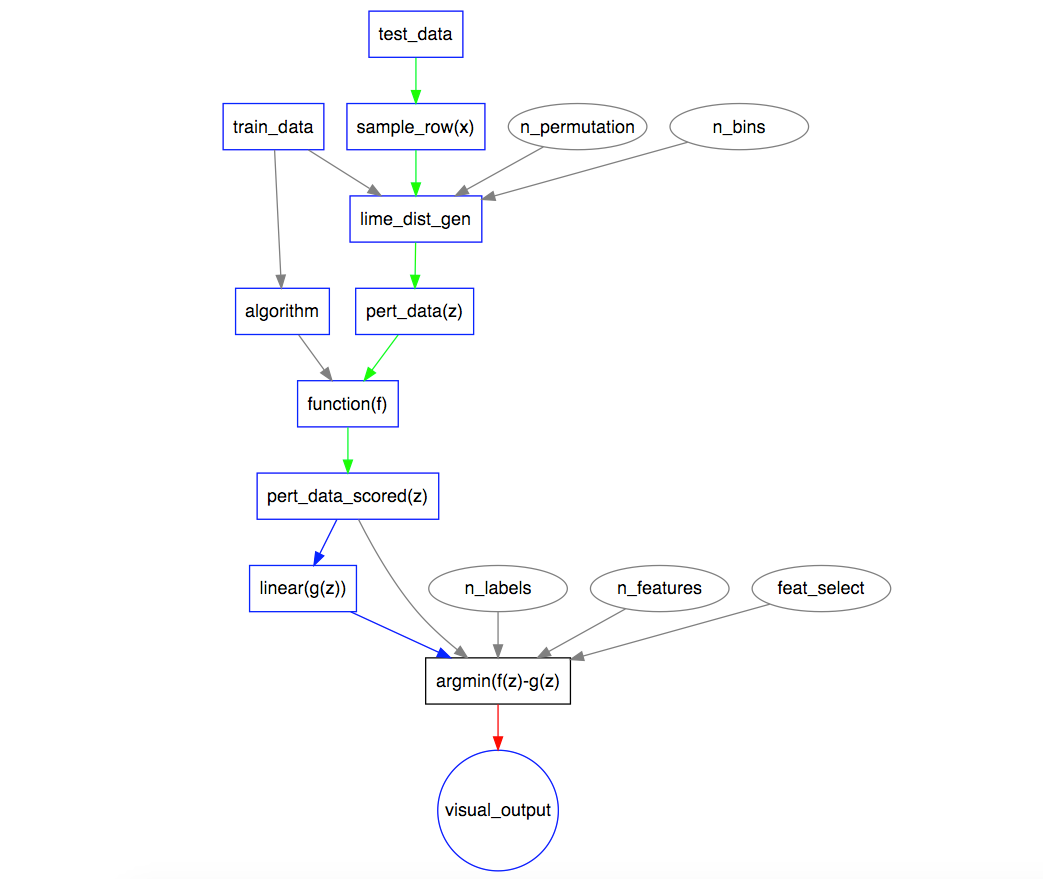 test_data
train_data
sample_row(x)
n_permutation
n_bins
lime_dist_gen
algorithm
pert_data(z)
function(f)
pert_data_scored(z)
linear(g(z))
n_labels
n_features
feat_select
argmin(f(z)-g(z)
visual_output